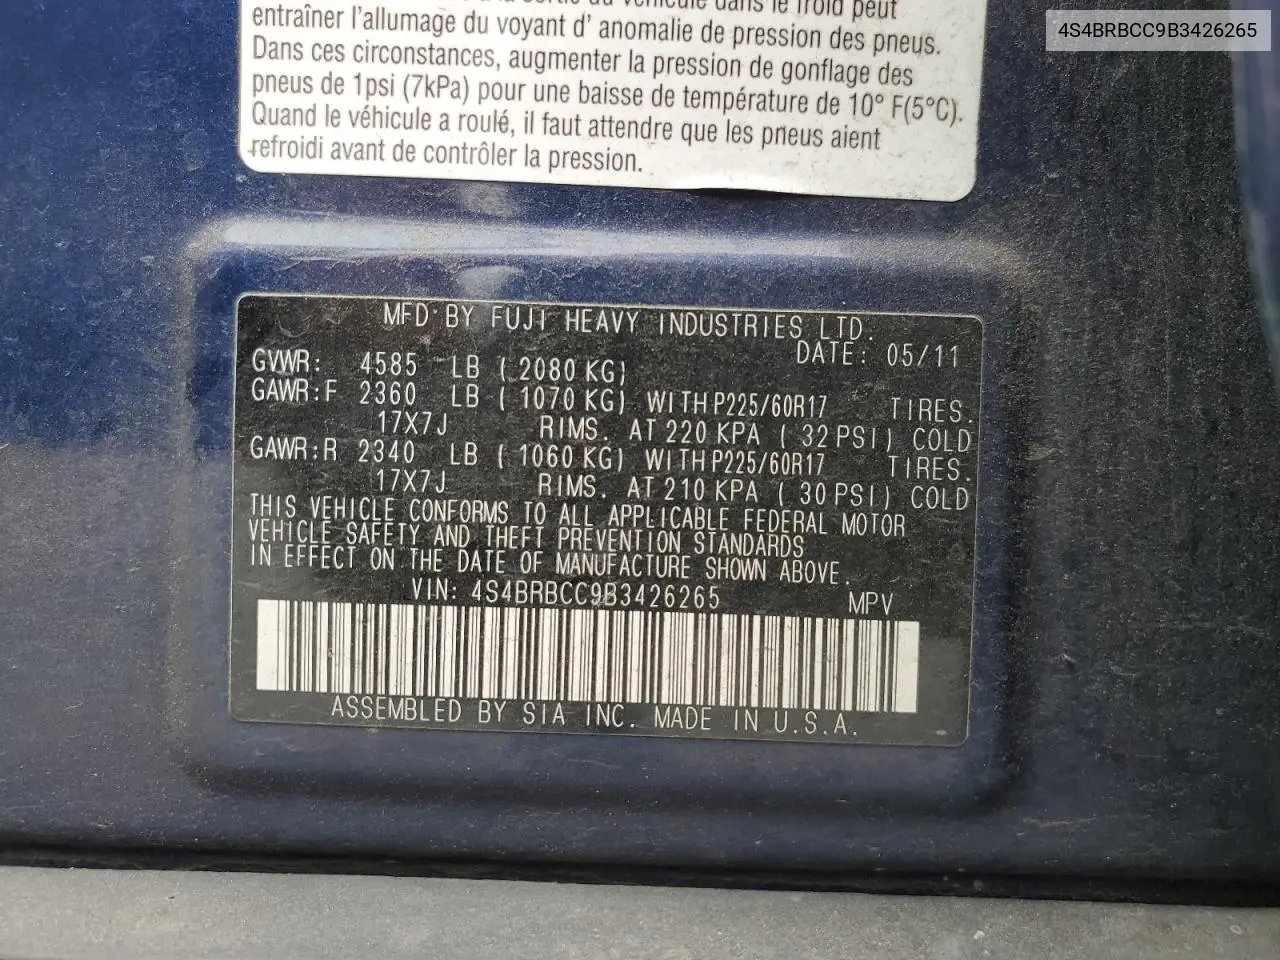 4S4BRBCC9B3426265
du véhicule dans le froid peut
entraîner l'allumage du voyant d' anomalie de pression des pneus.
Dans ces circonstances, augmenter la pression de gonflage des
pneus de 1psi (7kPa) pour une baisse de température de 10° F(5°C).
Quand le véhicule a roulé, il faut attendre que les pneus aient
refroidi avant de contrôler la pression.
MFD BY FUJI HEAVY INDUSTRIES LTD.
DATE: 05/11
GVWR: 4585 LB ( 2080 KG)
GAWR:F 2360 LB ( 1070 KG) WITH P225/60R17 TIRES.
17X7J RIMS. AT 220 KPA ( 32 PSI) COLD
GAWR:R 2340 LB ( 1060 KG) WITH P225/60R17 TIRES.
17X7J RIMS. AT 210 KPA ( 30 PSI) COLD
THIS VEHICLE CONFORMS TO ALL APPLICABLE FEDERAL MOTOR
VEHICLE SAFETY AND THEFT PREVENTION STANDARDS
IN EFFECT ON THE DATE OF MANUFACTURE SHOWN ABOVE.
VIN: 4S4BRBCC9B3426265 MPV
ASSEMBLED BY SIA INC. MADE IN U.S.A.